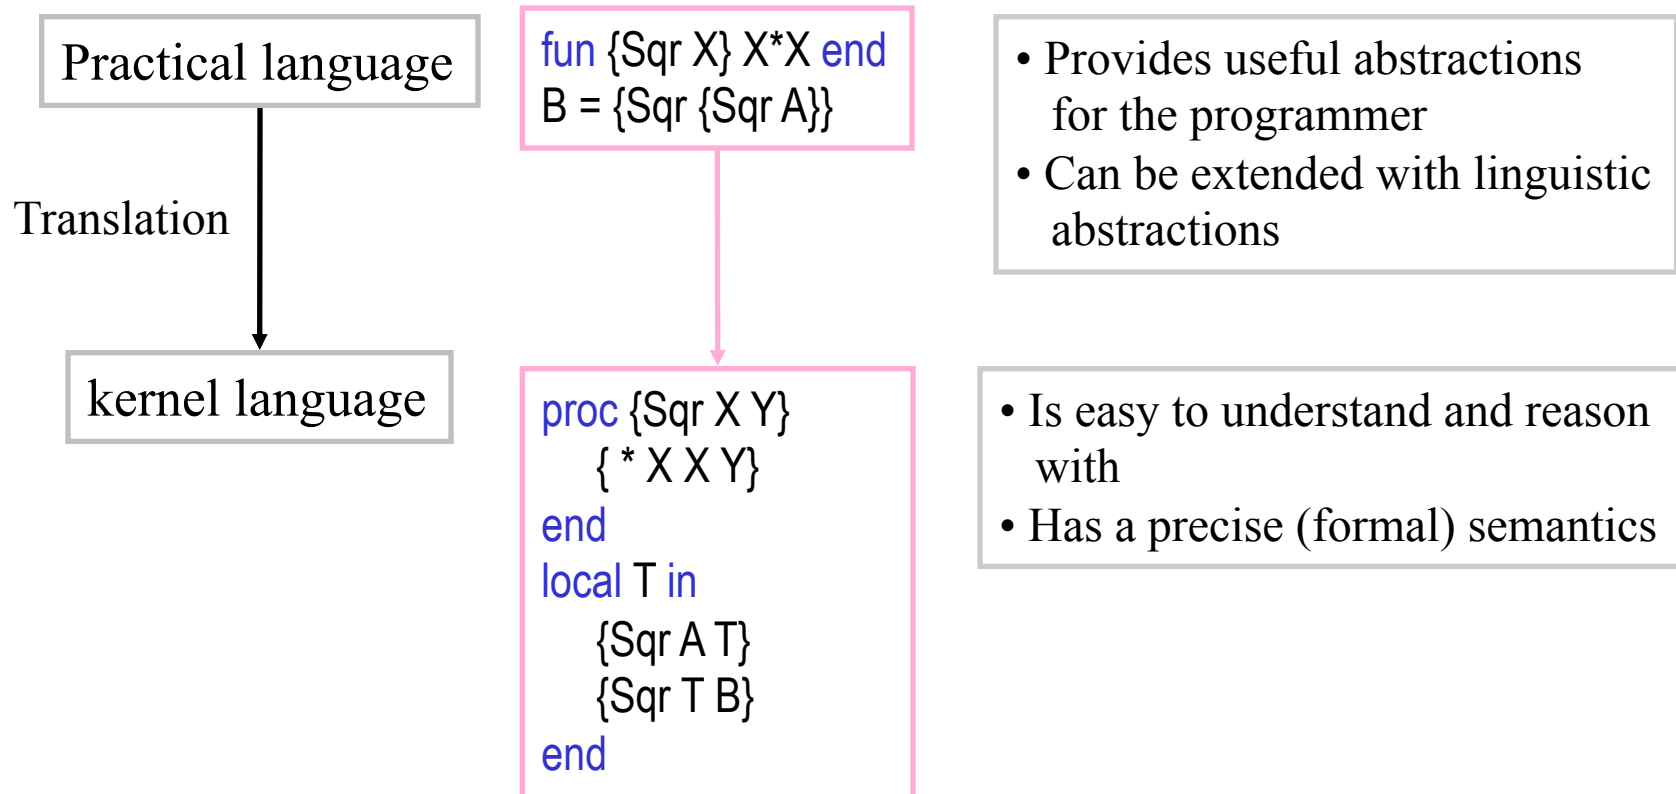 Practical language
fun {Sqr X} X*X end
B = {Sqr {Sqr A}}
• Provides useful abstractions
for the programmer
• Can be extended with linguistic
abstractions
Translation
kernel language
proc {Sqr X Y}
{ * X X Y}
end
local T in
{Sqr A T}
{Sqr T B}
end
• Is easy to understand and reason
with
• Has a precise (formal) semantics